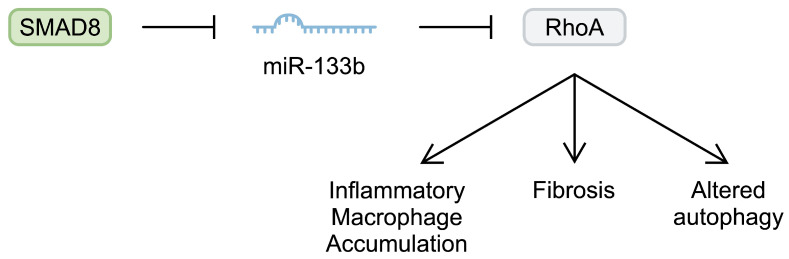 SMAD8
miR-133b
RhoA
Inflammatory
Macrophage
Accumulation
Fibrosis
Altered
autophagy